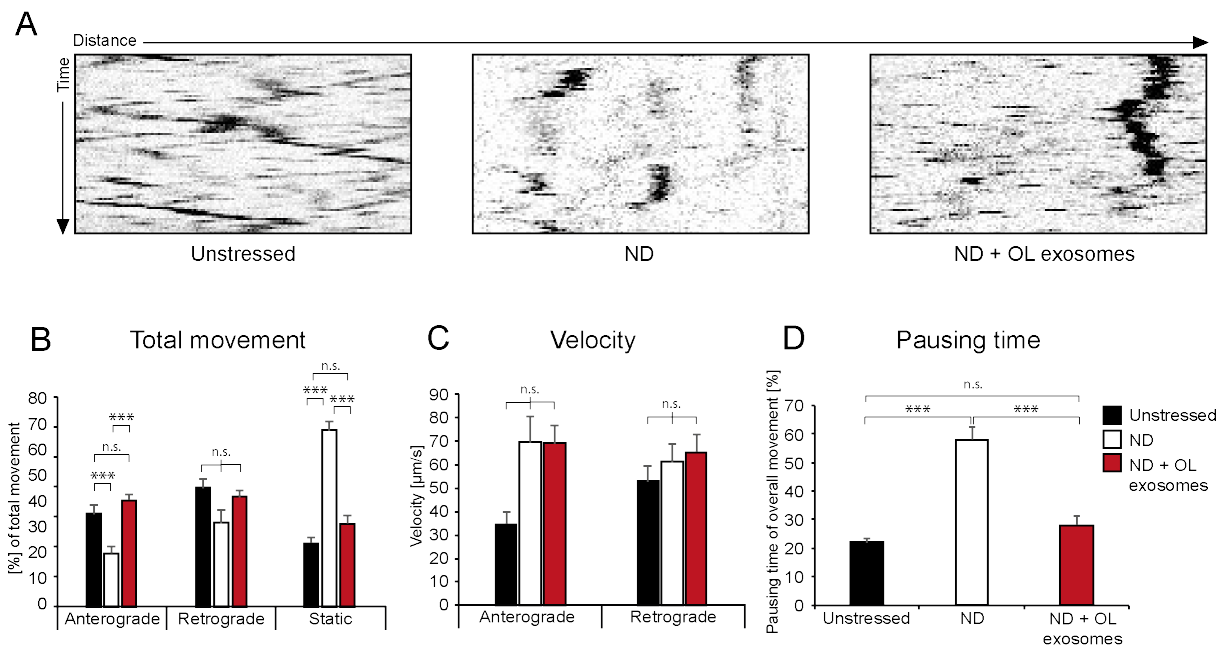 A
Distance
Time
Unstressed
ND
ND + OL exosomes
B
Total movement
[%] of total movement
80
70
60
50
40
30
20
10
0
***
n.s.
***
n.s.
n.s.
***
***
Anterograde
Retrograde
Static
C
Velocity
Velocity [µm/s]
90
80
70
60
50
40
30
20
10
0
n.s.
n.s.
Anterograde
Retrograde
D
Pausing time
Pausing time of overall movement [%]
70
60
50
40
30
20
10
0
n.s.
***
***
Unstressed
ND
ND + OL
exosomes
Unstressed
ND
ND + OL
exosomes